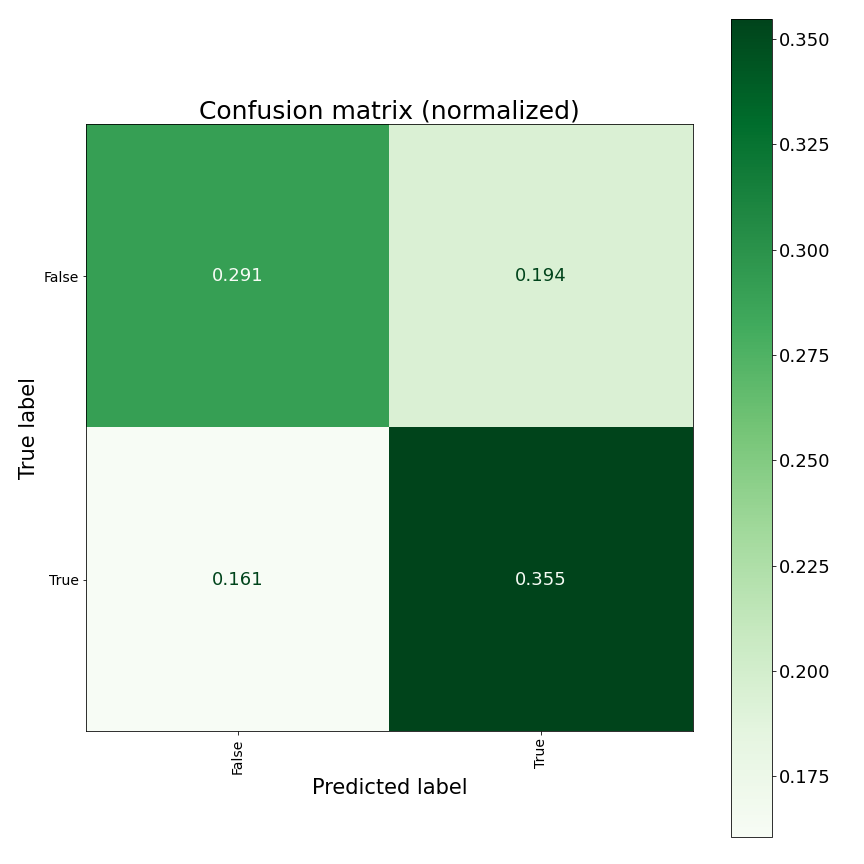 Confusion matrix (normalized)
True label
False
True
0.291
0.194
0.161
0.355
False
True
Predicted label
0.350
0.325
0.300
0.275
0.250
0.225
0.200
0.175